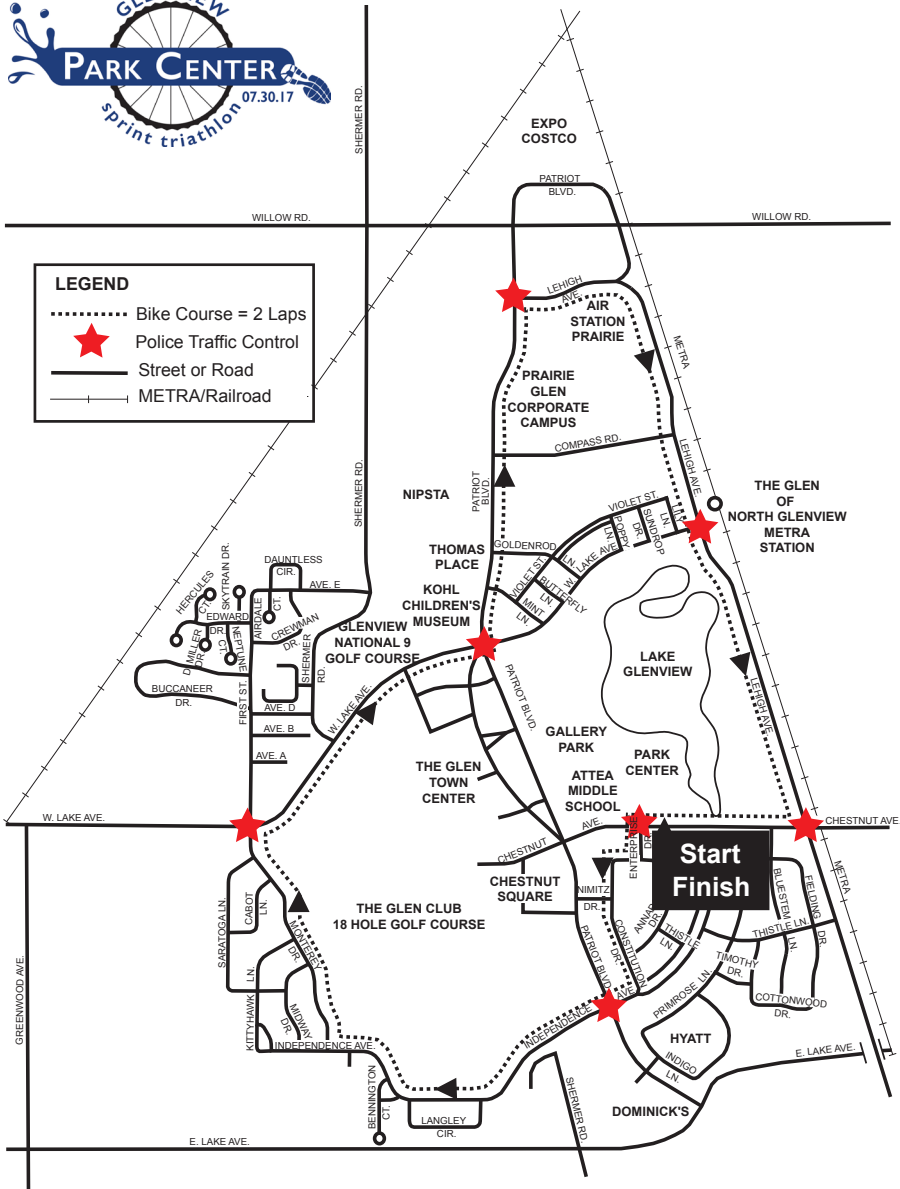 GLENVIEW
PARK CENTER
07.30.17
sprint triathlon
SHERMER RD.
EXPO
COSTCO
PATRIOT
BLVD.
WILLOW RD.
WILLOW RD.
LEGEND
Bike Course = 2 Laps
Police Traffic Control
Street or Road
METRA/Railroad
LEHIGH
AVE.
AIR
STATION
PRAIRIE
METRA
PRAIRIE
GLEN
CORPORATE
CAMPUS
COMPASS RD.
LEHIGH AVE.
SHERMER RD.
PATRIOT
BLVD.
NIPSTA
VIOLET ST.
LILY
LN.
SUNDROP
DR.
POPPY
LN.
THE GLEN
OF
NORTH GLENVIEW
METRA
STATION
THOMAS
PLACE
GOLDENROD
LN.
W. LAKE AVE.
VIOLET ST.
BUTTERFLY
LN.
MINT
LN.
KOHL
CHILDREN'S
MUSEUM
HERCULES
CT.
SKYTRAIN DR.
DAUNTLESS
CIR.
AVE. E
AIRDALE
CT.
EDWARD
DR.
NEPTUNE
CT.
CREWMAN
DR.
D. MILLER
DR.
SHERMER
RD.
GLENVIEW
NATIONAL 9
GOLF COURSE
BUCCANEER
DR.
FIRST ST.
AVE. D
AVE. B
AVE. A
W. LAKE AVE.
LAKE
GLENVIEW
PATRIOT BLVD.
LEHIGH AVE.
GALLERY
PARK
PARK
CENTER
THE GLEN
TOWN
CENTER
ATTEA
MIDDLE
SCHOOL
W. LAKE AVE.
CHESTNUT AVE.
CHESTNUT
AVE.
ENTERPRISE
DR.
Start
Finish
CHESTNUT
SQUARE
NIMITZ
DR.
THE GLEN CLUB
18 HOLE GOLF COURSE
SARATOGA LN.
CABOT
LN.
MONTEREY
DR.
KITTYHAWK LN.
MIDWAY
DR.
INDEPENDENCE AVE.
GREENWOOD AVE.
PATRIOT BLVD.
CONSTITUTION
DR.
DR.
THISTLE
LN.
BLUESTEM
LN.
FIELDING
DR.
THISTLE LN.
TIMOTHY
DR.
COTTONWOOD
DR.
PRIMROSE LN.
METRA
INDEPENDENCE AVE.
HYATT
INDIGO
LN.
E. LAKE AVE.
BENNINGTON
CT.
LANGLEY
CIR.
SHERMER RD.
DOMINICK'S
E. LAKE AVE.